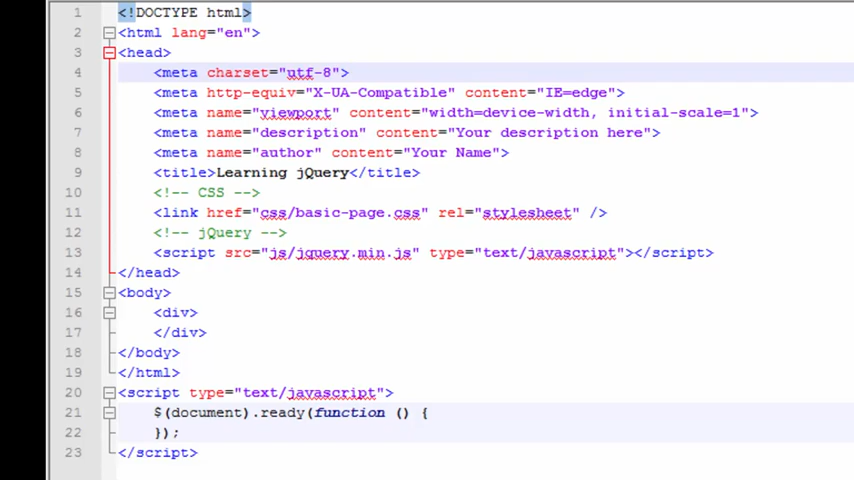 1 <!DOCTYPE html>
2 <html lang="en">
3 <head>
4 <meta charset="utf-8">
5 <meta http-equiv="X-UA-Compatible" content="IE=edge">
6 <meta name="viewport" content="width=device-width, initial-scale=1">
7 <meta name="description" content="Your description here">
8 <meta name="author" content="Your Name">
9 <title>Learning jQuery</title>
10 <!-- CSS -->
11 <link href="css/basic-page.css" rel="stylesheet" />
12 <!-- jQuery -->
13 <script src="js/jquery.min.js" type="text/javascript"></script>
14 </head>
15 <body>
16 <div>
17 </div>
18 </body>
19 </html>
20 <script type="text/javascript">
21 $(document).ready(function () {
22 });
23 </script>